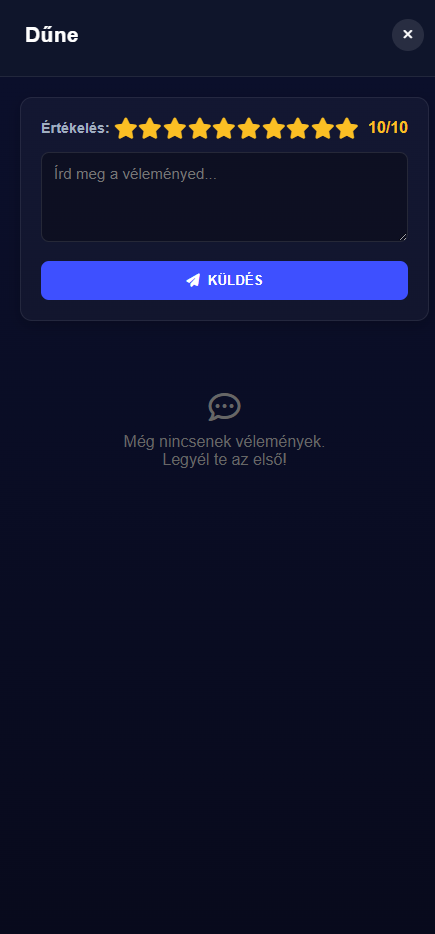 Dűne
Értékelés: 10/10
Írd meg a véleményed...
KÜLDÉS
Még nincsenek vélemények.
Legyél te az első!